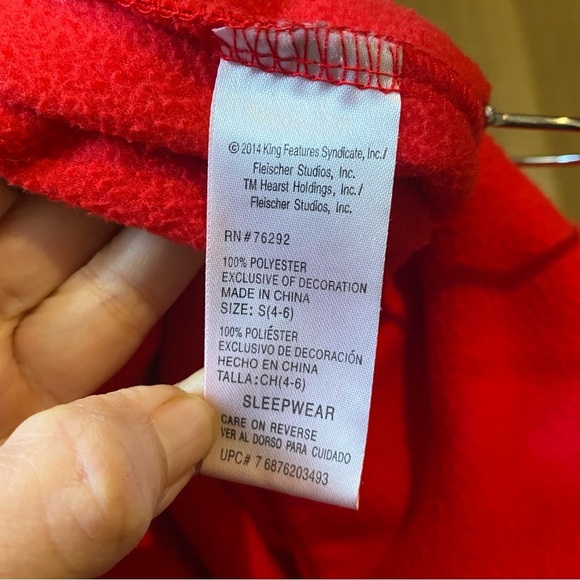 © 2014 King Features Syndicate, Inc./
Fleischer Studios, Inc.
TM Hearst Holdings, Inc./
Fleischer Studios, Inc.
RN # 76292
100% POLYESTER
EXCLUSIVE OF DECORATION
MADE IN CHINA
SIZE: S(4-6)
100% POLIÉSTER
EXCLUSIVO DE DECORACIÓN
HECHO EN CHINA
TALLA:CH(4-6)
SLEEPWEAR
CARE ON REVERSE
VER AL DORSO PARA CUIDADO
UPC# 7 6876203493